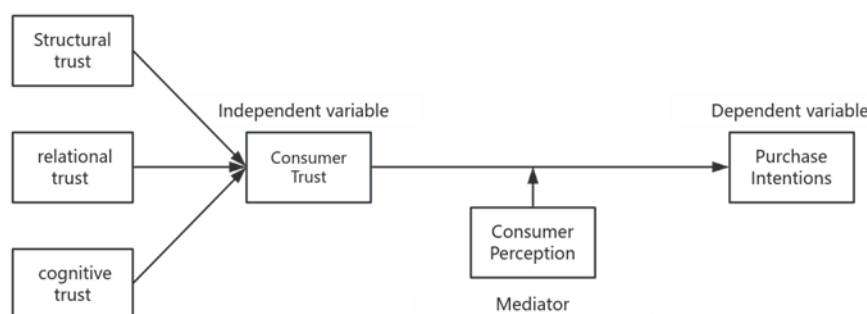 Structural
trust
Independent variable
Dependent variable
relational
trust
Consumer
Trust
Purchase
Intentions
Consumer
Perception
cognitive
trust
Mediator